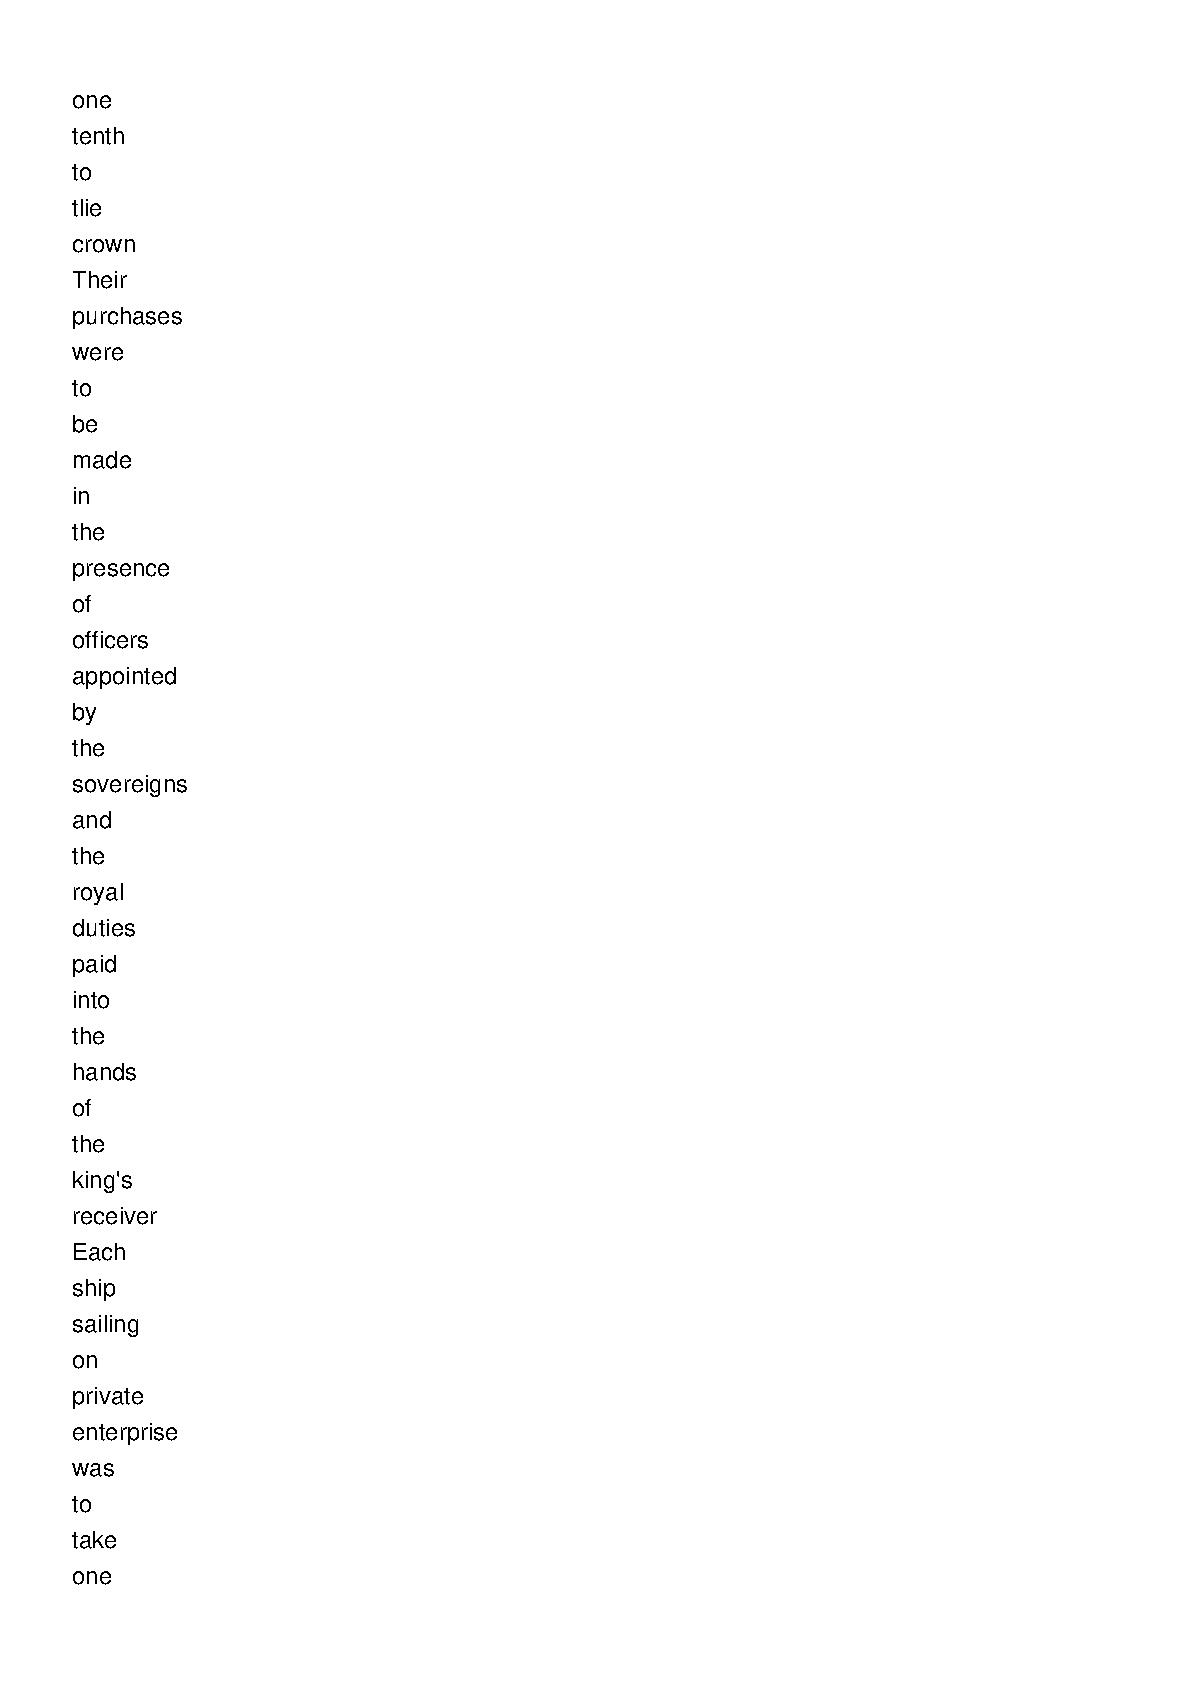 one
tenth
to
tlie
crown
Their
purchases
were
to
be
made
in
the
presence
of
officers
appointed
by
the
sovereigns
and
the
royal
duties
paid
into
the
hands
of
the
king's
receiver
Each
ship
sailing
on
private
enterprise
was
to
take
one